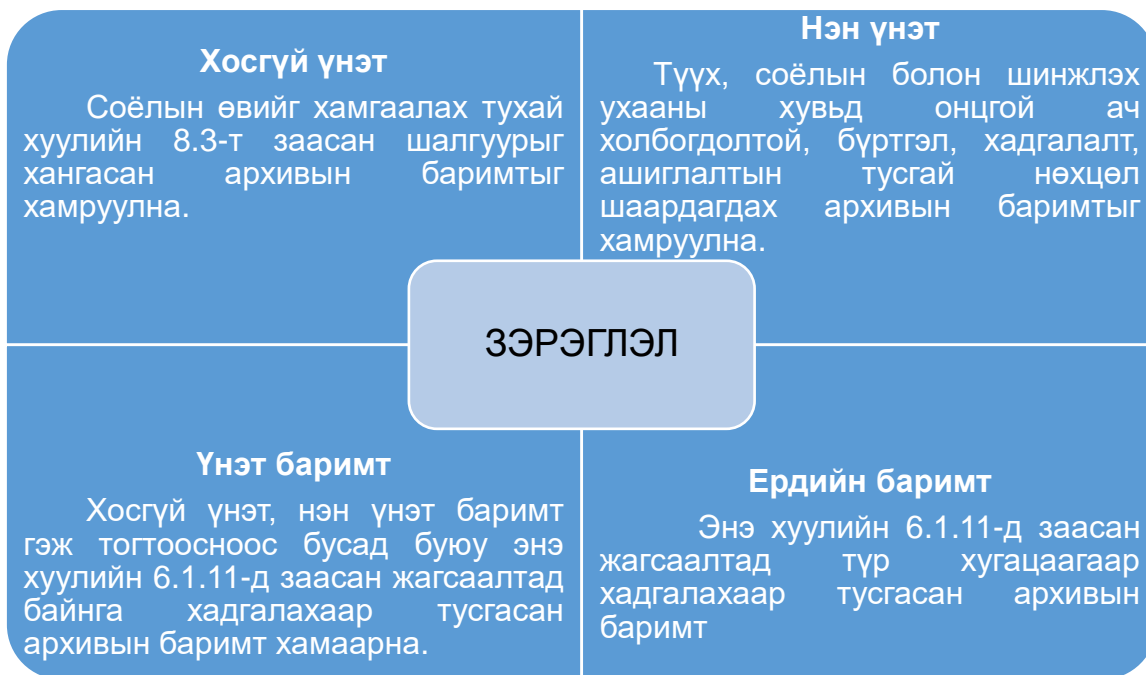 Хосгүй үнэт
Соёлын өвийг хамгаалах тухай
хуулийн 8.3-т заасан шалгуурыг
хангасан архивын баримтыг
хамруулна.
Нэн үнэт
Түүх, соёлын болон шинжлэх
ухааны хувьд онцгой ач
холбогдолтой, бүртгэл, хадгалалт,
ашиглалтын тусгай нөхцөл
шаардагдах архивын баримтыг
хамруулна.
ЗЭРЭГЛЭЛ
Үнэт баримт
Хосгүй үнэт, нэн үнэт баримт
гэж тогтоосноос бусад буюу энэ
хуулийн 6.1.11-д заасан жагсаалтад
байнга хадгалахаар тусгасан
архивын баримт хамаарна.
Ердийн баримт
Энэ хуулийн 6.1.11-д заасан
жагсаалтад түр хугацаагаар
хадгалахаар тусгасан архивын
баримт